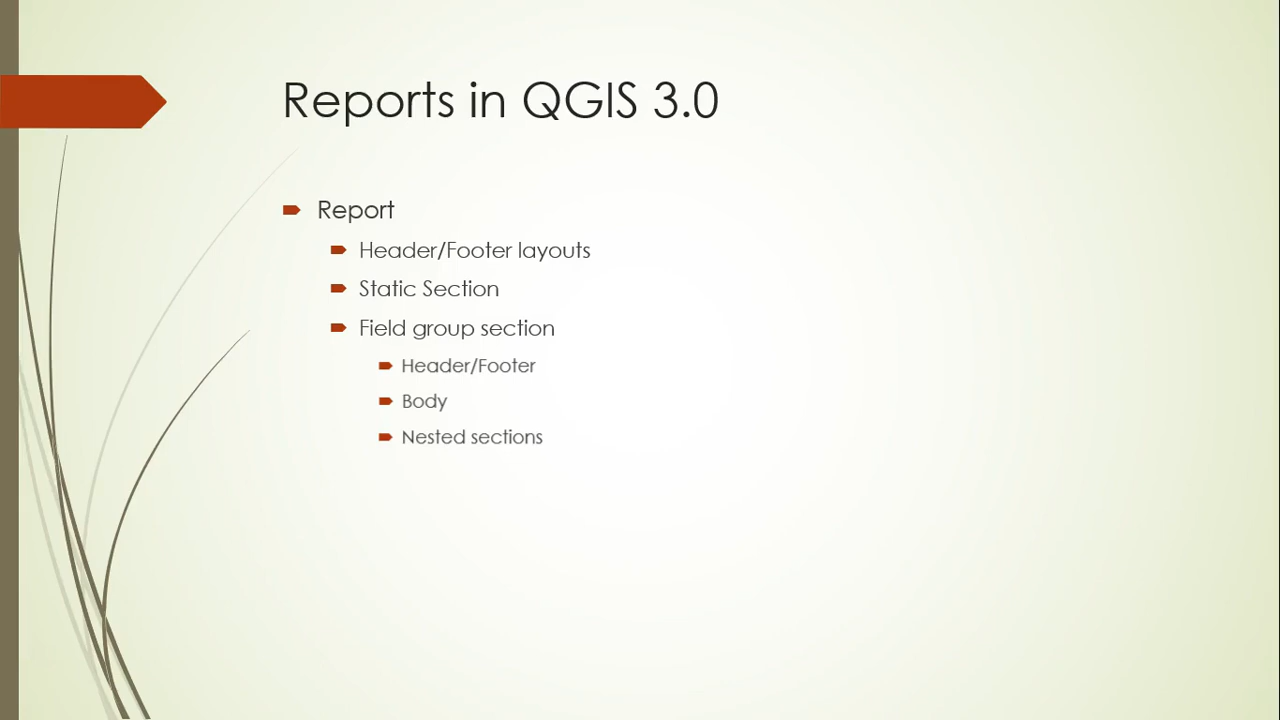 Reports in QGIS 3.0
Report
Header/Footer layouts
Static Section
Field group section
Header/Footer
Body
Nested sections